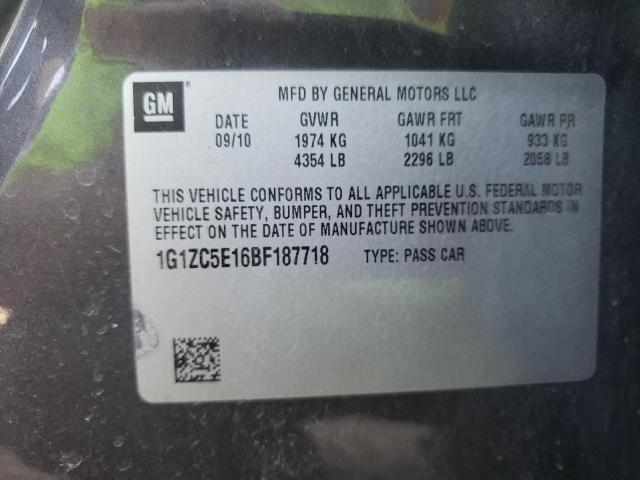 GM
MFD BY GENERAL MOTORS LLC
DATE GVWR GAWR FRT GAWR RR
09/10 1974 KG 1041 KG 933 KG
4354 LB 2296 LB 2058 LB
THIS VEHICLE CONFORMS TO ALL APPLICABLE U.S. FEDERAL MOTOR
VEHICLE SAFETY, BUMPER, AND THEFT PREVENTION STANDARDS IN
EFFECT ON THE DATE OF MANUFACTURE SHOWN ABOVE.
1G1ZC5E16BF187718 TYPE: PASS CAR